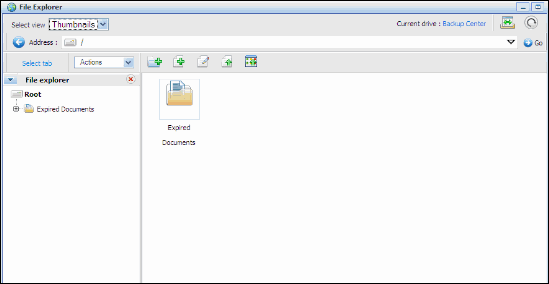 File Explorer
Select view Thumbnails Current drive : Backup Center
Address : / Go
Select tab Actions
File explorer
Root
Expired Documents
Expired
Documents